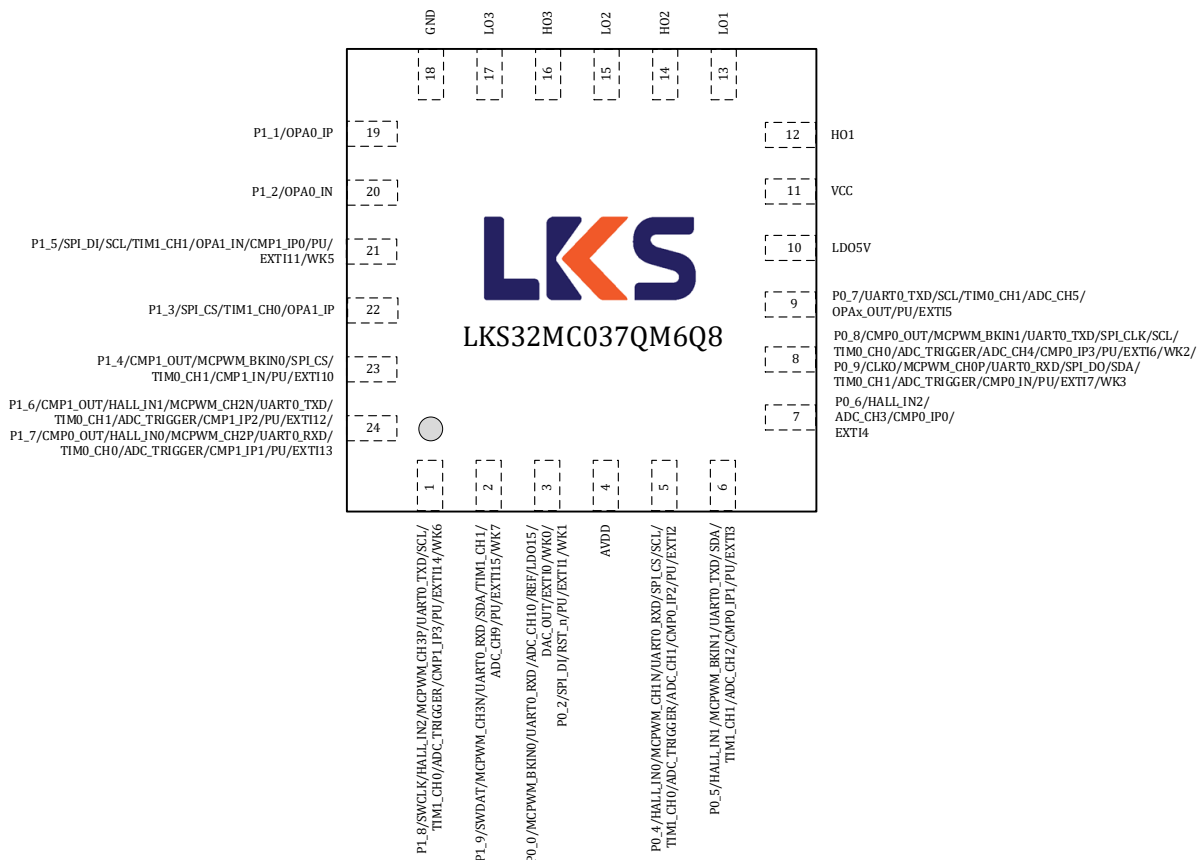 GND
LO3
HO3
LO2
HO2
LO1
18
17
16
15
14
13
P1_1/OPA0_IP
19
P1_2/OPA0_IN
20
P1_5/SPI_DI/SCL/TIM1_CH1/OPA1_IN/CMP1_IP0/PU/
EXTI11/WK5
21
P1_3/SPI_CS/TIM1_CH0/OPA1_IP
22
P1_4/CMP1_OUT/MCPWM_BKIN0/SPI_CS/
TIM0_CH1/CMP1_IN/PU/EXTI10
23
P1_6/CMP1_OUT/HALL_IN1/MCPWM_CH2N/UART0_TXD/
TIM0_CH1/ADC_TRIGGER/CMP1_IP2/PU/EXTI12/
P1_7/CMP0_OUT/HALL_IN0/MCPWM_CH2P/UART0_RXD/
TIM0_CH0/ADC_TRIGGER/CMP1_IP1/PU/EXTI13
24
LKS
LKS32MC037QM6Q8
12
HO1
11
VCC
10
LDO5V
9
P0_7/UART0_TXD/SCL/TIM0_CH1/ADC_CH5/
OPAx_OUT/PU/EXTI5
8
P0_8/CMP0_OUT/MCPWM_BKIN1/UART0_TXD/SPI_CLK/SCL/
TIM0_CH0/ADC_TRIGGER/ADC_CH4/CMP0_IP3/PU/EXTI6/WK2/
P0_9/CLKO/MCPWM_CH0P/UART0_RXD/SPI_DO/SDA/
TIM0_CH1/ADC_TRIGGER/CMP0_IN/PU/EXTI7/WK3
7
P0_6/HALL_IN2/
ADC_CH3/CMP0_IP0/
EXTI4
1
2
3
4
5
6
P1_8/SWCLK/HALL_IN2/MCPWM_CH3P/UART0_TXD/SCL/
TIM1_CH0/ADC_TRIGGER/CMP1_IP3/PU/EXTI14/WK6
P1_9/SWDAT/MCPWM_CH3N/UART0_RXD/SDA/TIM1_CH1/
ADC_CH9/PU/EXTI15/WK7
P0_0/MCPWM_BKIN0/UART0_RXD/ADC_CH10/REF/LDO15/
DAC_OUT/EXTI0/WK0/
P0_2/SPI_DI/RST_n/PU/EXTI1/WK1
AVDD
P0_4/HALL_IN0/MCPWM_CH1N/UART0_RXD/SPI_CS/SCL/
TIM1_CH0/ADC_TRIGGER/ADC_CH1/CMP0_IP2/PU/EXTI2
P0_5/HALL_IN1/MCPWM_BKIN1/UART0_TXD/SDA/
TIM1_CH1/ADC_CH2/CMP0_IP1/PU/EXTI3